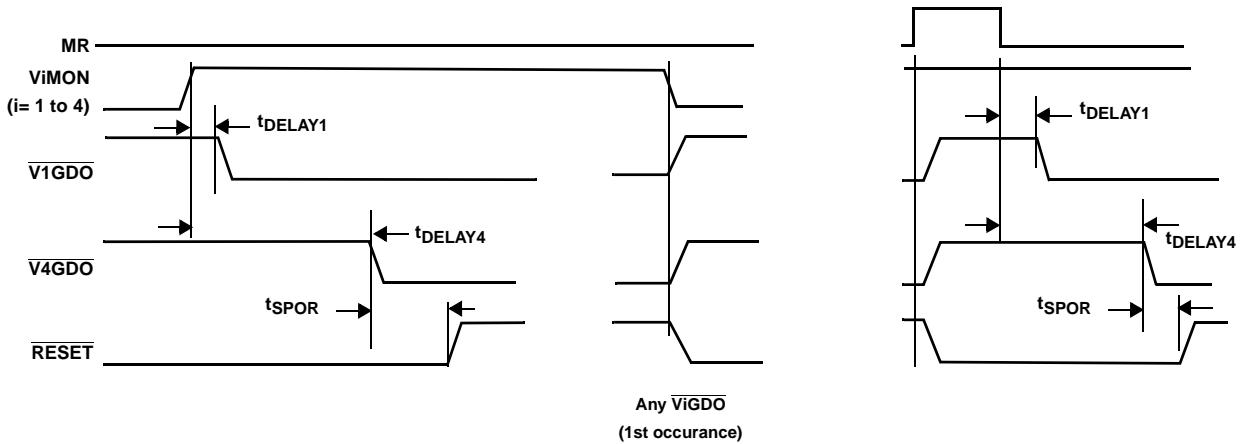 MR
ViMON
(i= 1 to 4)
tDELAY1
tDELAY1
V1GDO
tDELAY4
tDELAY4
V4GDO
tSPOR
tSPOR
RESET
Any ViGDO
(1st occurance)